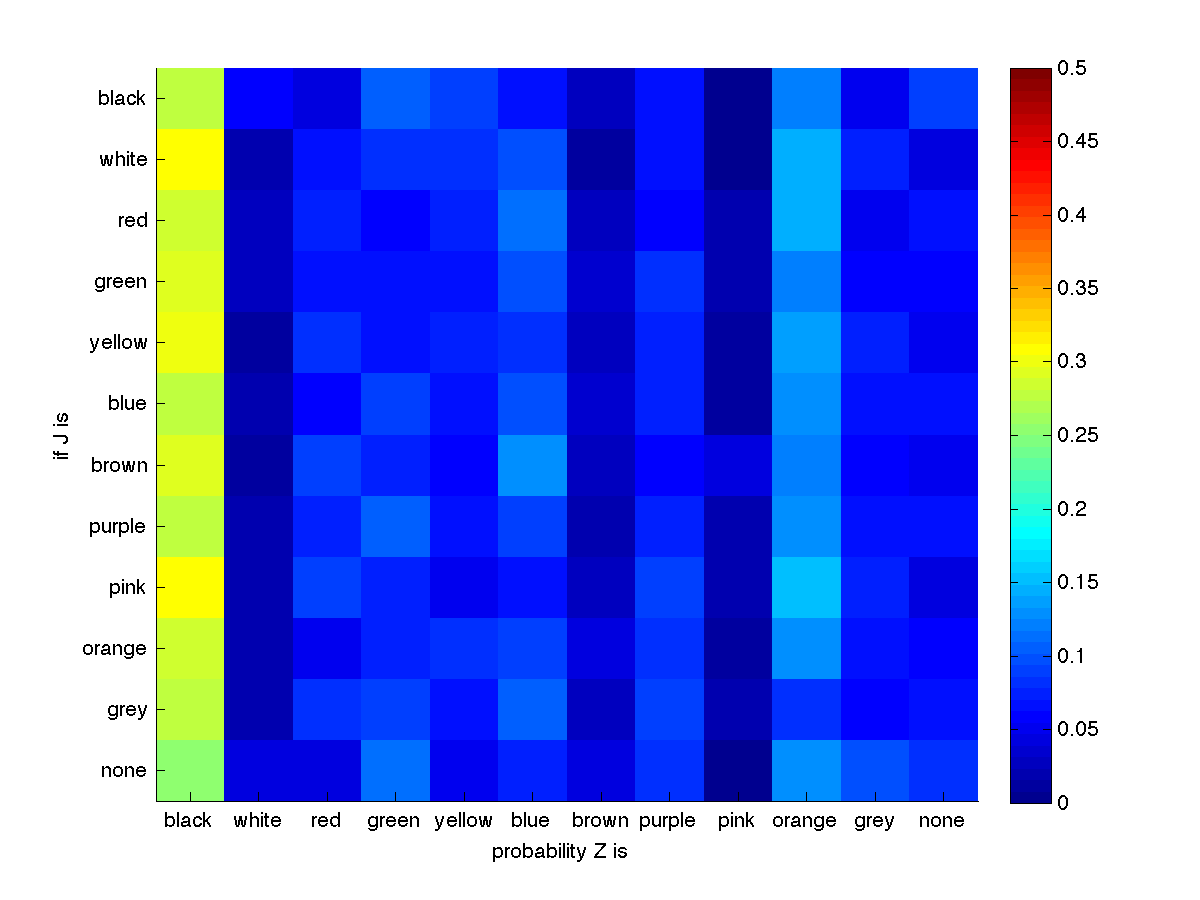 black
white
red
green
yellow
blue
brown
purple
pink
orange
grey
none
if J is
black white red green yellow blue brown purple pink orange grey none
probability Z is
0.5
0.45
0.4
0.35
0.3
0.25
0.2
0.15
0.1
0.05
0